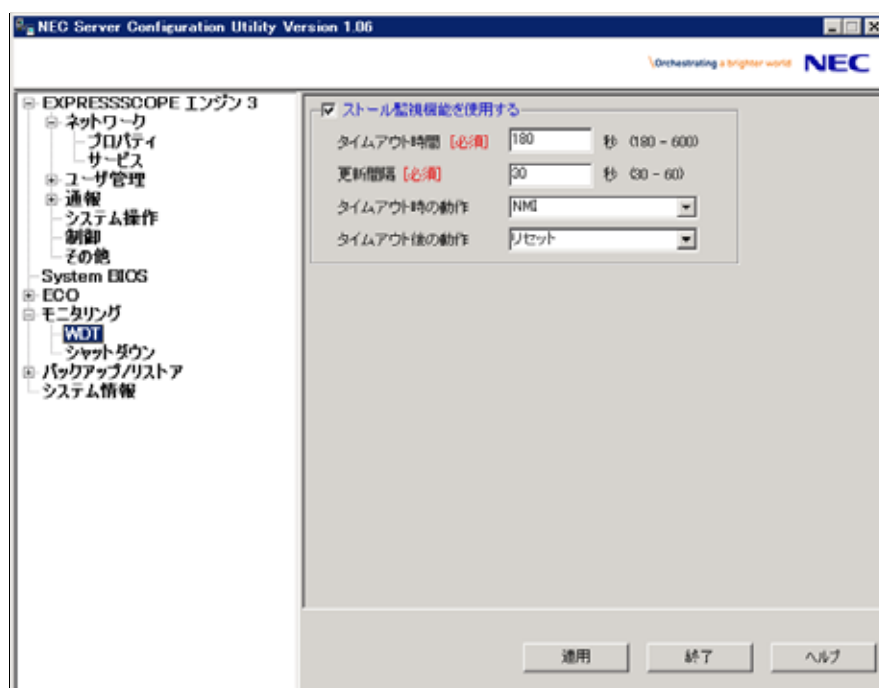 NEC Server Configuration Utility Version 1.06
\Orchestrating a brighter world NEC
EXPRESSSCOPE エンジン 3
ネットワーク
プロパティ
サービス
ユーザ管理
通報
システム操作
制御
その他
System BIOS
ECO
モニタリング
WDT
シャットダウン
バックアップ/リストア
システム情報
ストール監視機能を使用する
タイムアウト時間 [必須] 180 秒 (180 - 600)
更新間隔 [必須] 30 秒 (30 - 60)
タイムアウト時の動作 NMI
タイムアウト後の動作 リセット
適用 終了 ヘルプ